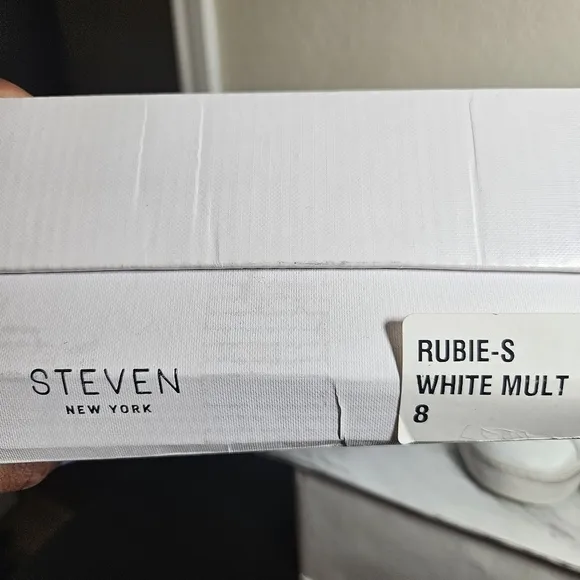 STEVEN
NEW YORK
RUBIE-S
WHITE MULT
8